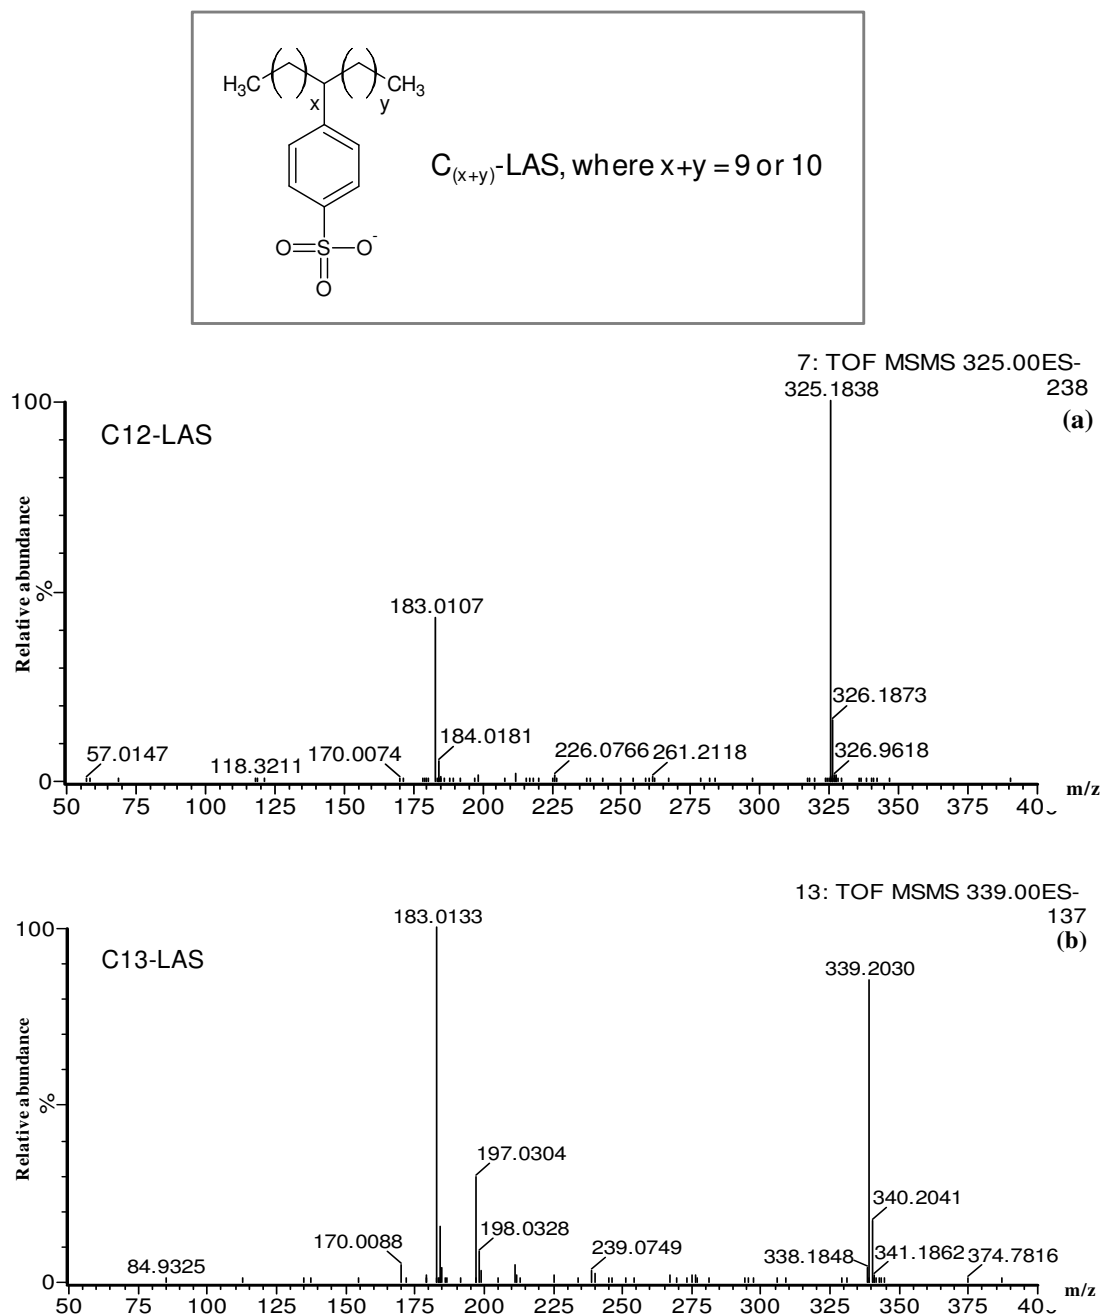 H₃C
CH₃
x
y
C(x+y)-LAS, where x+y = 9 or 10
O=S—O⁻
O
7: TOF MSMS 325.00ES-
325.1838
238
(a)
100
C12-LAS
Relative abundance
%
183.0107
326.1873
184.0181
57.0147
118.3211
170.0074
226.0766
261.2118
326.9618
0
50 75 100 125 150 175 200 225 250 275 300 325 350 375
m/z
13: TOF MSMS 339.00ES-
137
183.0133
100
(b)
C13-LAS
339.2030
Relative abundance
%
197.0304
340.2041
198.0328
170.0088
239.0749
338.1848
341.1862
374.7816
84.9325
0
50 75 100 125 150 175 200 225 250 275 300 325 350 375
m/z